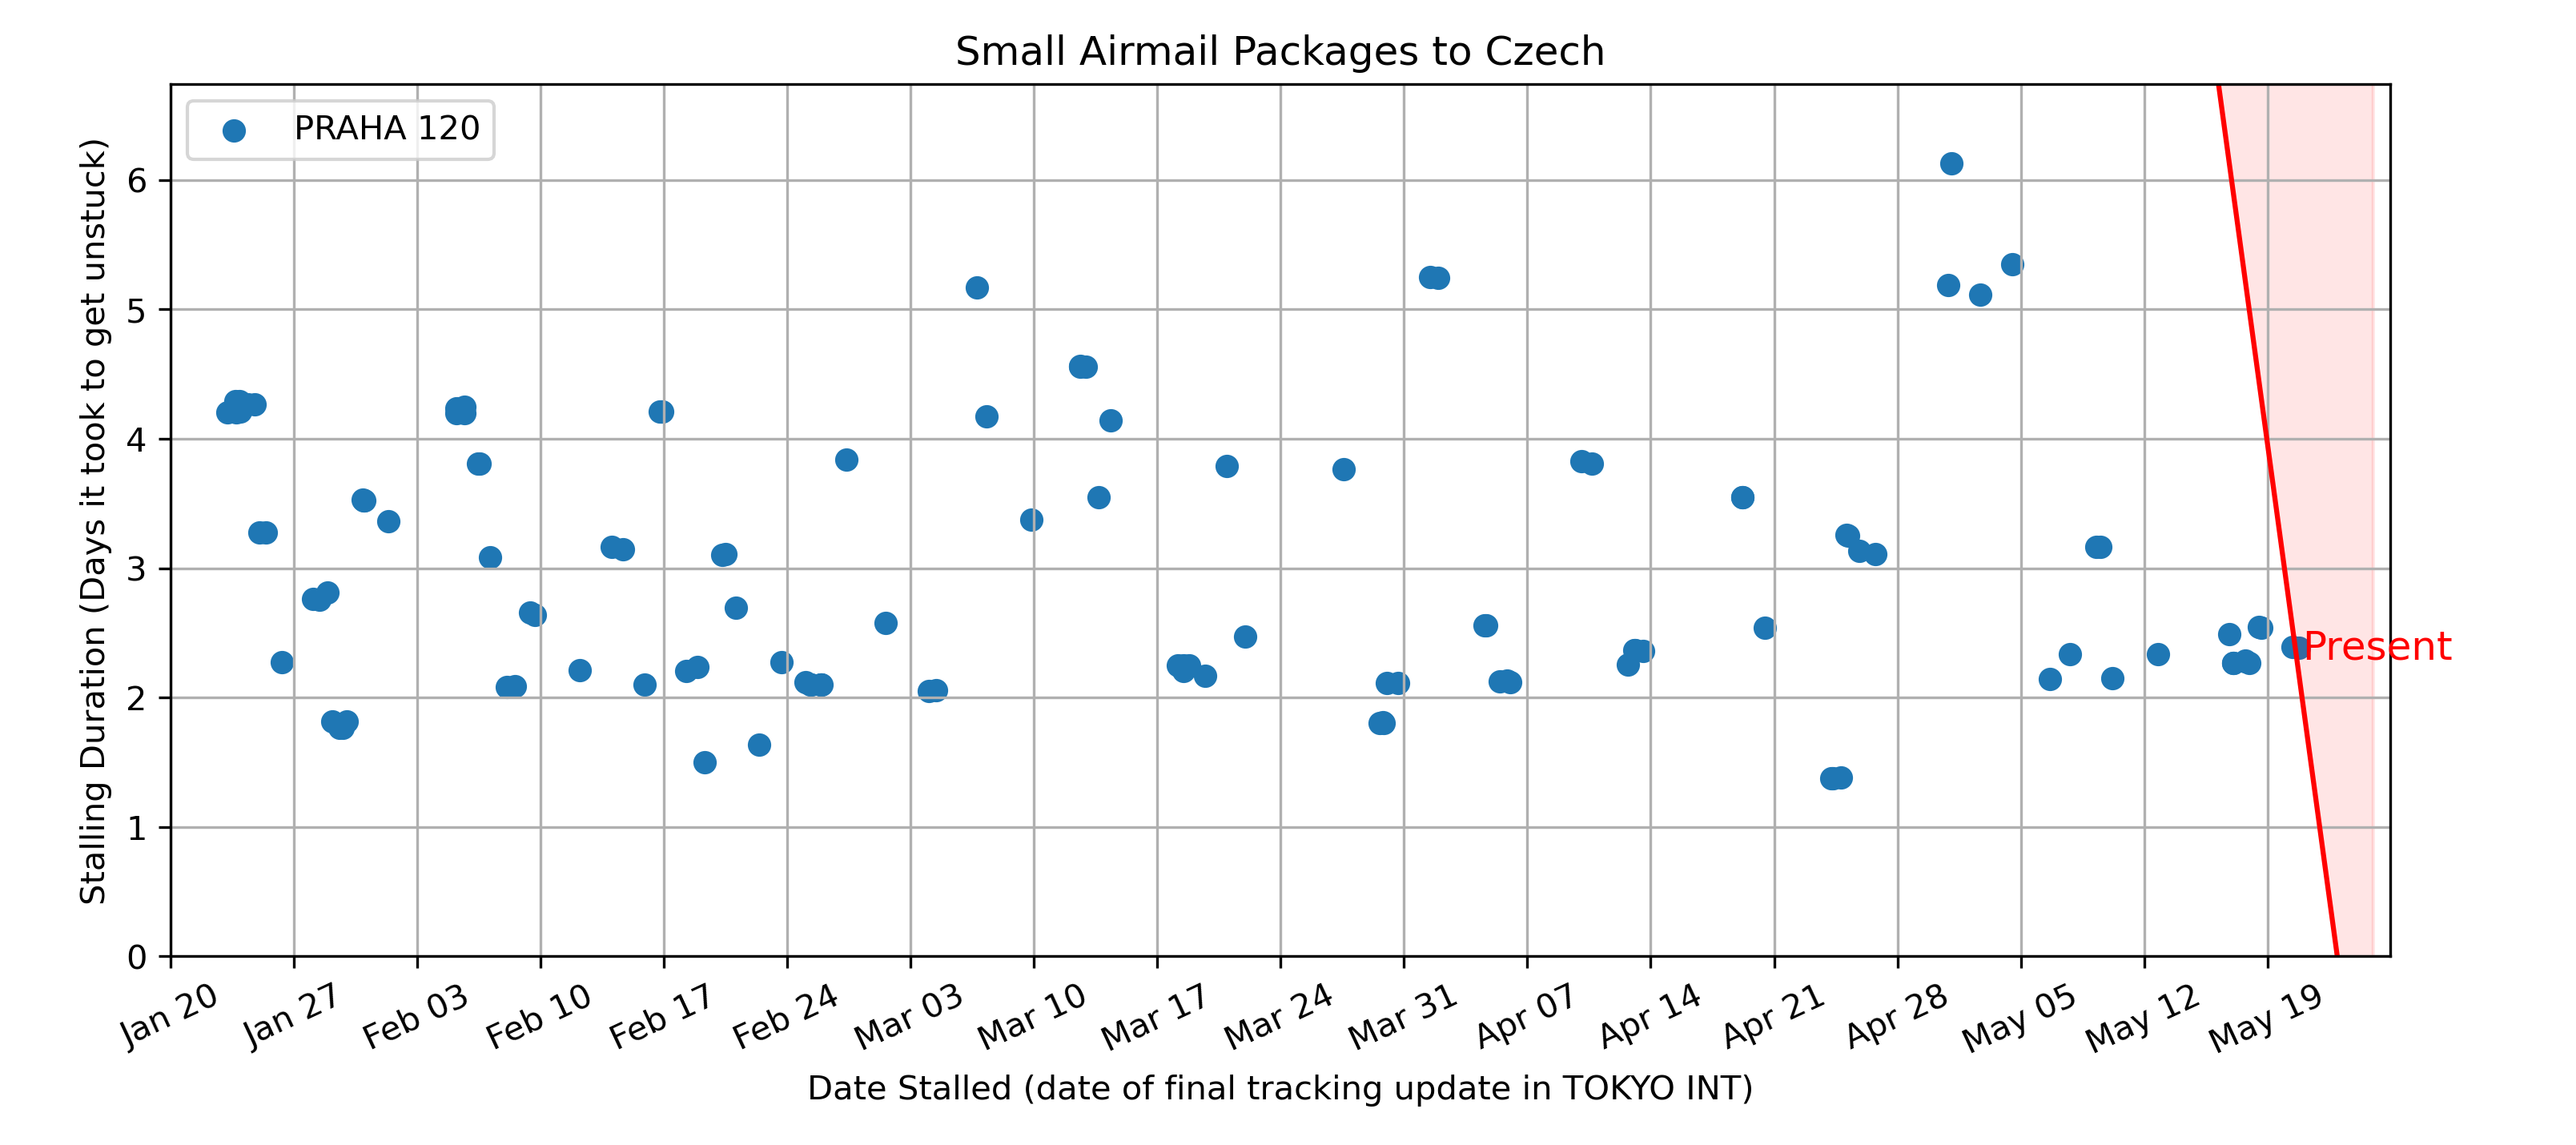 Small Airmail Packages to Czech
PRAHA 120
Stalling Duration (Days it took to get unstuck)
6
5
4
3
2
1
0
Present
Jan 20
Jan 27
Feb 03
Feb 10
Feb 17
Feb 24
Mar 03
Mar 10
Mar 17
Mar 24
Mar 31
Apr 07
Apr 14
Apr 21
Apr 28
May 05
May 12
May 19
Date Stalled (date of final tracking update in TOKYO INT)